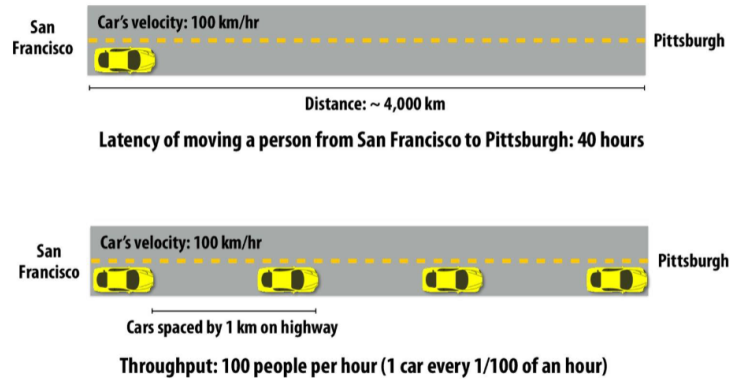 San
Francisco
Car's velocity: 100 km/hr
Pittsburgh
Distance: ~ 4,000 km
Latency of moving a person from San Francisco to Pittsburgh: 40 hours
San
Francisco
Car's velocity: 100 km/hr
Pittsburgh
Cars spaced by 1 km on highway
Throughput: 100 people per hour (1 car every 1/100 of an hour)